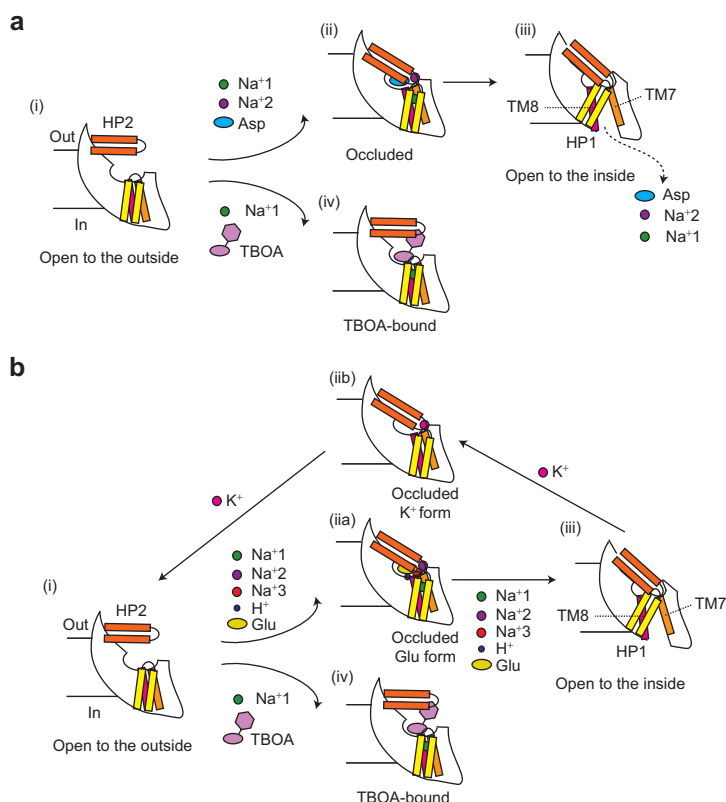 a
(i)
Out
HP2
In
Open to the outside
Na⁺1
Na⁺2
Asp
(ii)
Occluded
(iii)
TM8
TM7
HP1
Open to the inside
Asp
Na⁺2
Na⁺1
Na⁺1
TBOA
(iv)
TBOA-bound
b
(iib)
Occluded
K⁺ form
K⁺
K⁺
(i)
Out
HP2
In
Open to the outside
Na⁺1
Na⁺2
Na⁺3
H⁺
Glu
(iia)
Occluded
Glu form
Na⁺1
Na⁺2
Na⁺3
H⁺
Glu
(iii)
TM8
TM7
HP1
Open to the inside
Na⁺1
TBOA
(iv)
TBOA-bound